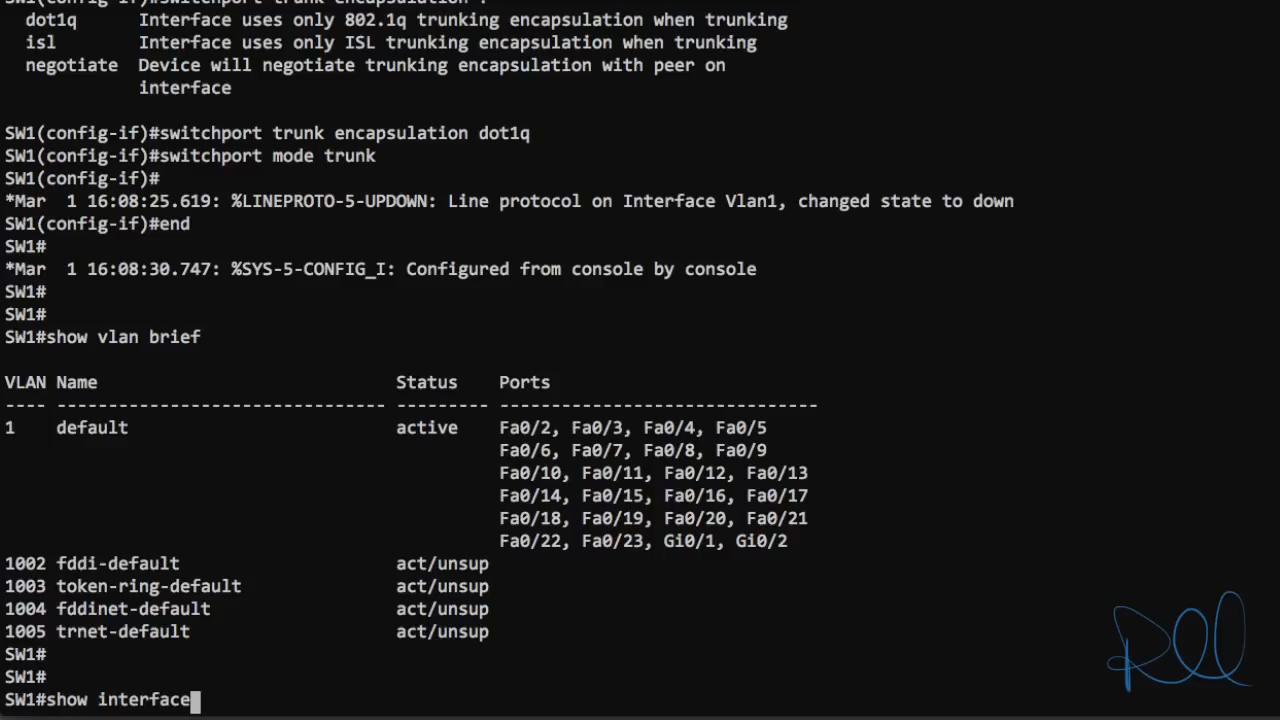 dot1q      Interface uses only 802.1q trunking encapsulation when trunking
isl        Interface uses only ISL trunking encapsulation when trunking
negotiate  Device will negotiate trunking encapsulation with peer on
interface
SW1(config-if)#switchport trunk encapsulation dot1q
SW1(config-if)#switchport mode trunk
SW1(config-if)#
*Mar  1 16:08:25.619: %LINEPROTO-5-UPDOWN: Line protocol on Interface Vlan1, changed state to down
SW1(config-if)#end
SW1#
*Mar  1 16:08:30.747: %SYS-5-CONFIG_I: Configured from console by console
SW1#
SW1#
SW1#show vlan brief
VLAN Name                             Status    Ports
---- -------------------------------- --------- -------------------------------
1    default                          active    Fa0/2, Fa0/3, Fa0/4, Fa0/5
Fa0/6, Fa0/7, Fa0/8, Fa0/9
Fa0/10, Fa0/11, Fa0/12, Fa0/13
Fa0/14, Fa0/15, Fa0/16, Fa0/17
Fa0/18, Fa0/19, Fa0/20, Fa0/21
Fa0/22, Fa0/23, Gi0/1, Gi0/2
1002 fddi-default                     act/unsup
1003 token-ring-default               act/unsup
1004 fddinet-default                  act/unsup
1005 trnet-default                    act/unsup
SW1#
SW1#
SW1#show interface